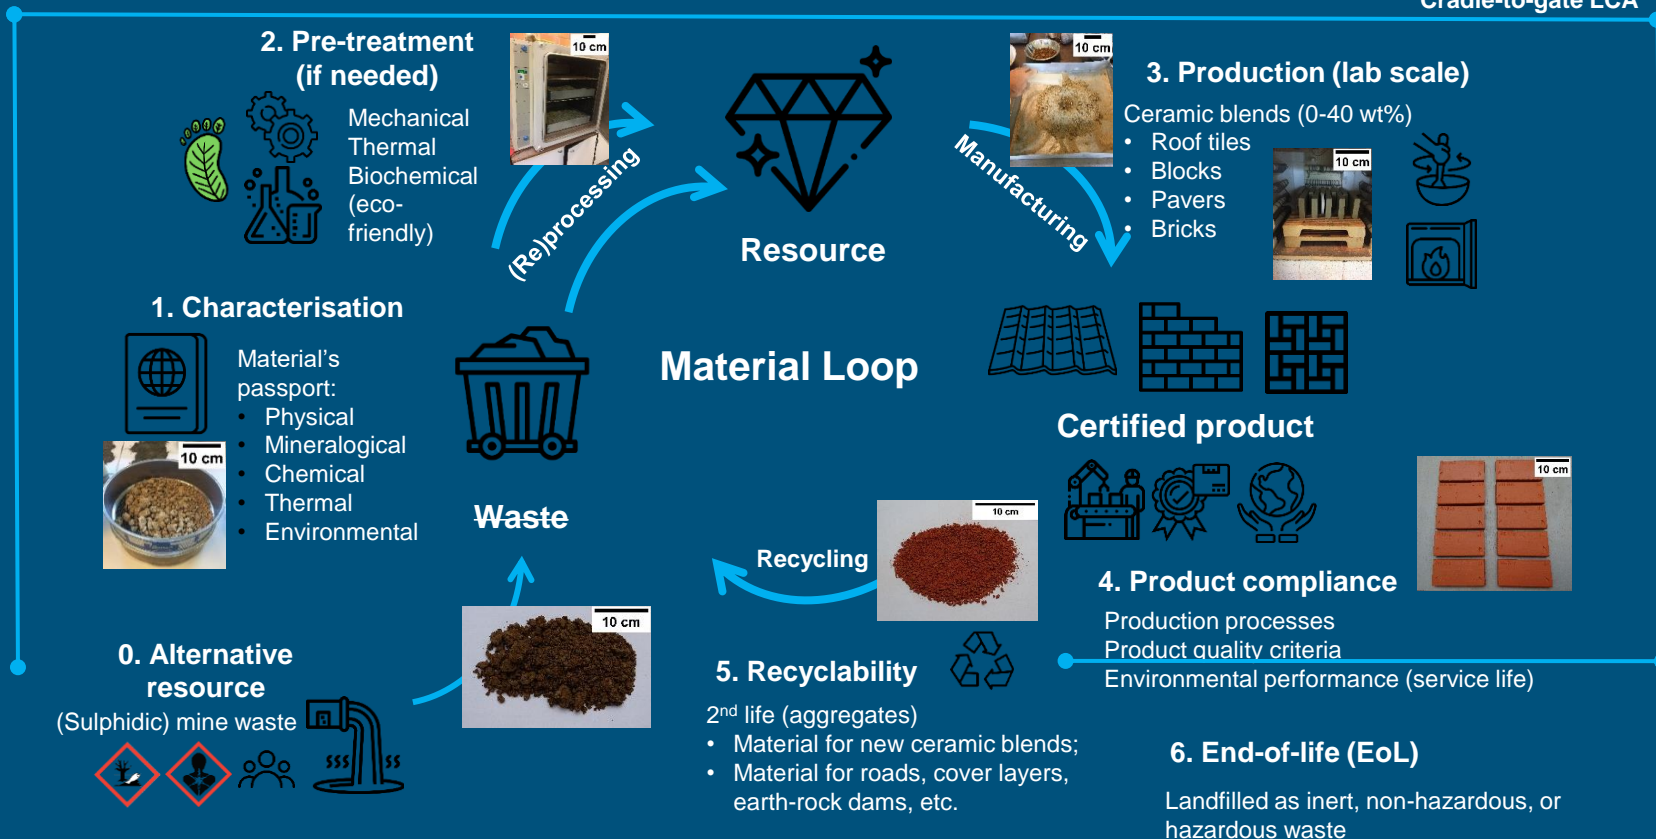 Cradle-to-gate LCA
2. Pre-treatment
(if needed)
Mechanical
Thermal
Biochemical
(eco-
friendly)
10 cm
(Re)processing
Resource
10 cm
Manufacturing
3. Production (lab scale)
Ceramic blends (0-40 wt%)
• Roof tiles
• Blocks
• Pavers
• Bricks
10 cm
1. Characterisation
Material's
passport:
• Physical
• Mineralogical
• Chemical
• Thermal
• Environmental
10 cm
Waste
Material Loop
Certified product
10 cm
4. Product compliance
Production processes
Product quality criteria
Environmental performance (service life)
10 cm
Recycling
0. Alternative
resource
(Sulphidic) mine waste
10 cm
5. Recyclability
2nd life (aggregates)
• Material for new ceramic blends;
• Material for roads, cover layers,
earth-rock dams, etc.
6. End-of-life (EoL)
Landfilled as inert, non-hazardous, or
hazardous waste